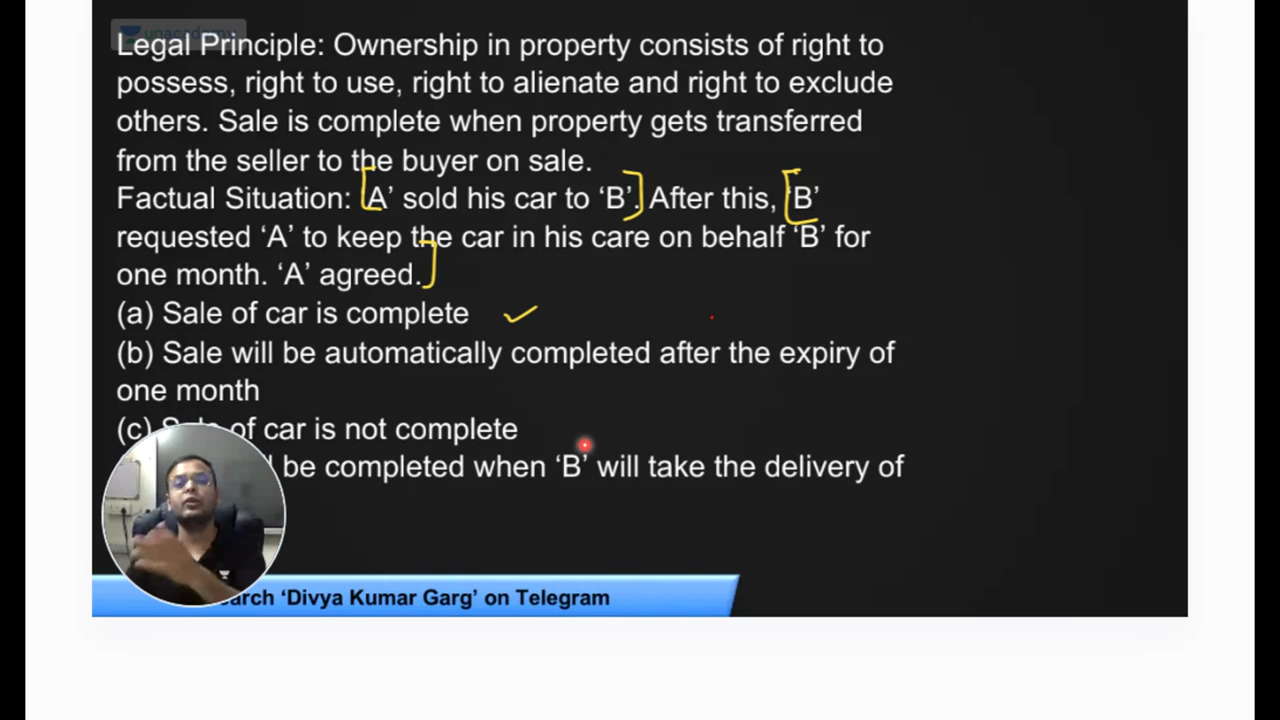 unacademy
Legal Principle: Ownership in property consists of right to
possess, right to use, right to alienate and right to exclude
others. Sale is complete when property gets transferred
from the seller to the buyer on sale.
Factual Situation: ‘A’ sold his car to ‘B’. After this, ‘B’
requested ‘A’ to keep the car in his care on behalf ‘B’ for
one month. ‘A’ agreed.
(a) Sale of car is complete
(b) Sale will be automatically completed after the expiry of
one month
(c) Sale of car is not complete
be completed when ‘B’ will take the delivery of
‘Divya Kumar Garg’ on Telegram